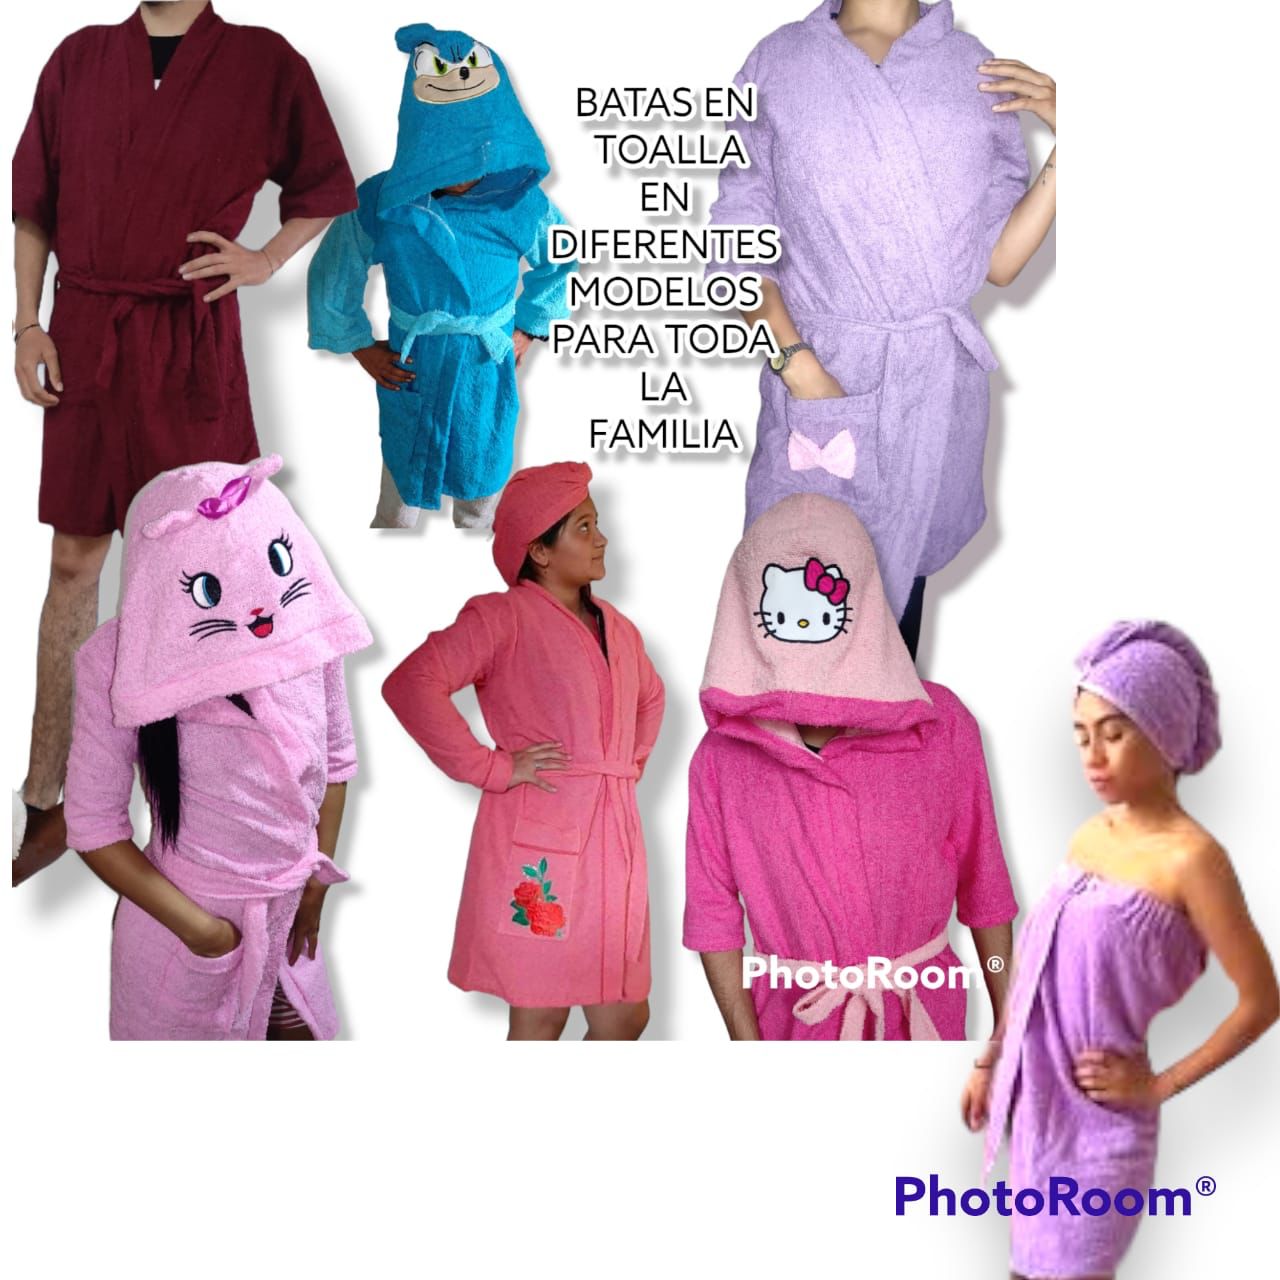 BATAS EN
TOALLA
EN
DIFERENTES
MODELOS
PARA TODA
LA
FAMILIA
PhotoRoom®
PhotoRoom®